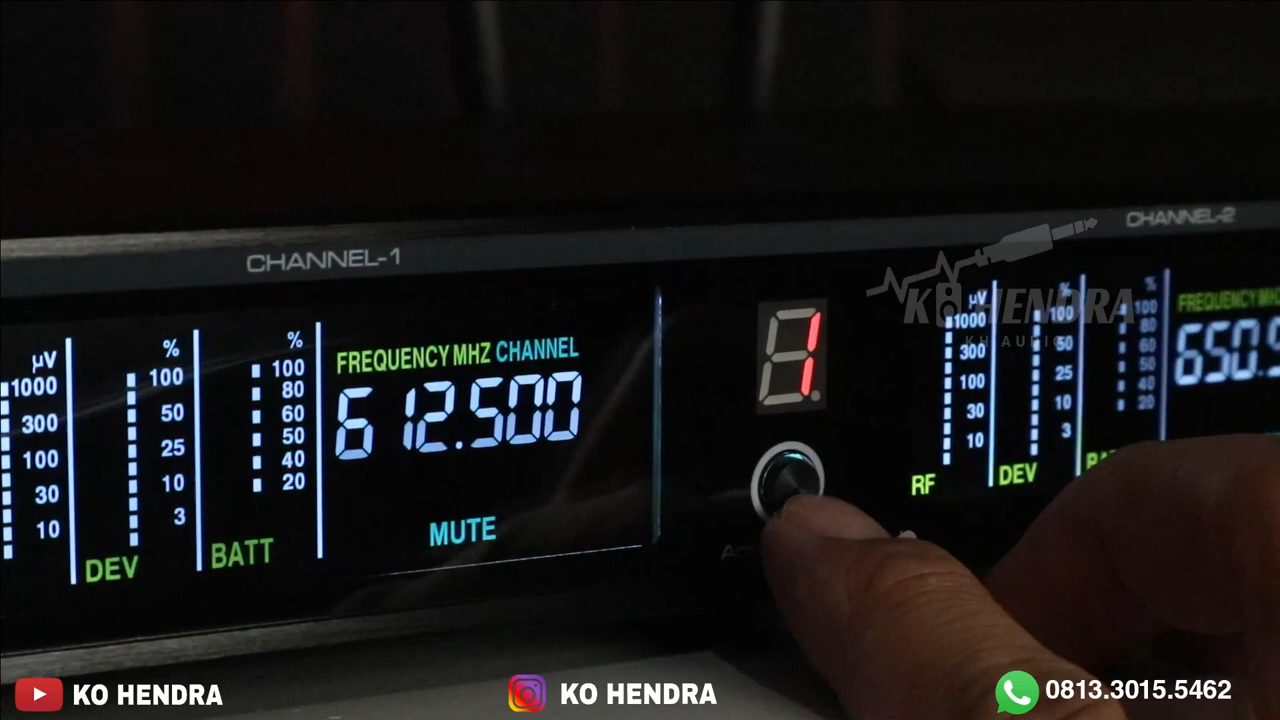 CHANNEL-1
CHANNEL-2
KO HENDRA
KH AUDIO
µV
1000
300
100
30
10
%
100
50
25
10
3
DEV
%
100
80
60
50
40
20
BATT
FREQUENCY MHZ CHANNEL
612.500
MUTE
1
µV
1000
300
100
30
10
RF
%
100
50
25
10
3
DEV
%
100
80
60
50
40
20
FREQUENCY MHZ
650.
KO HENDRA
KO HENDRA
0813.3015.5462